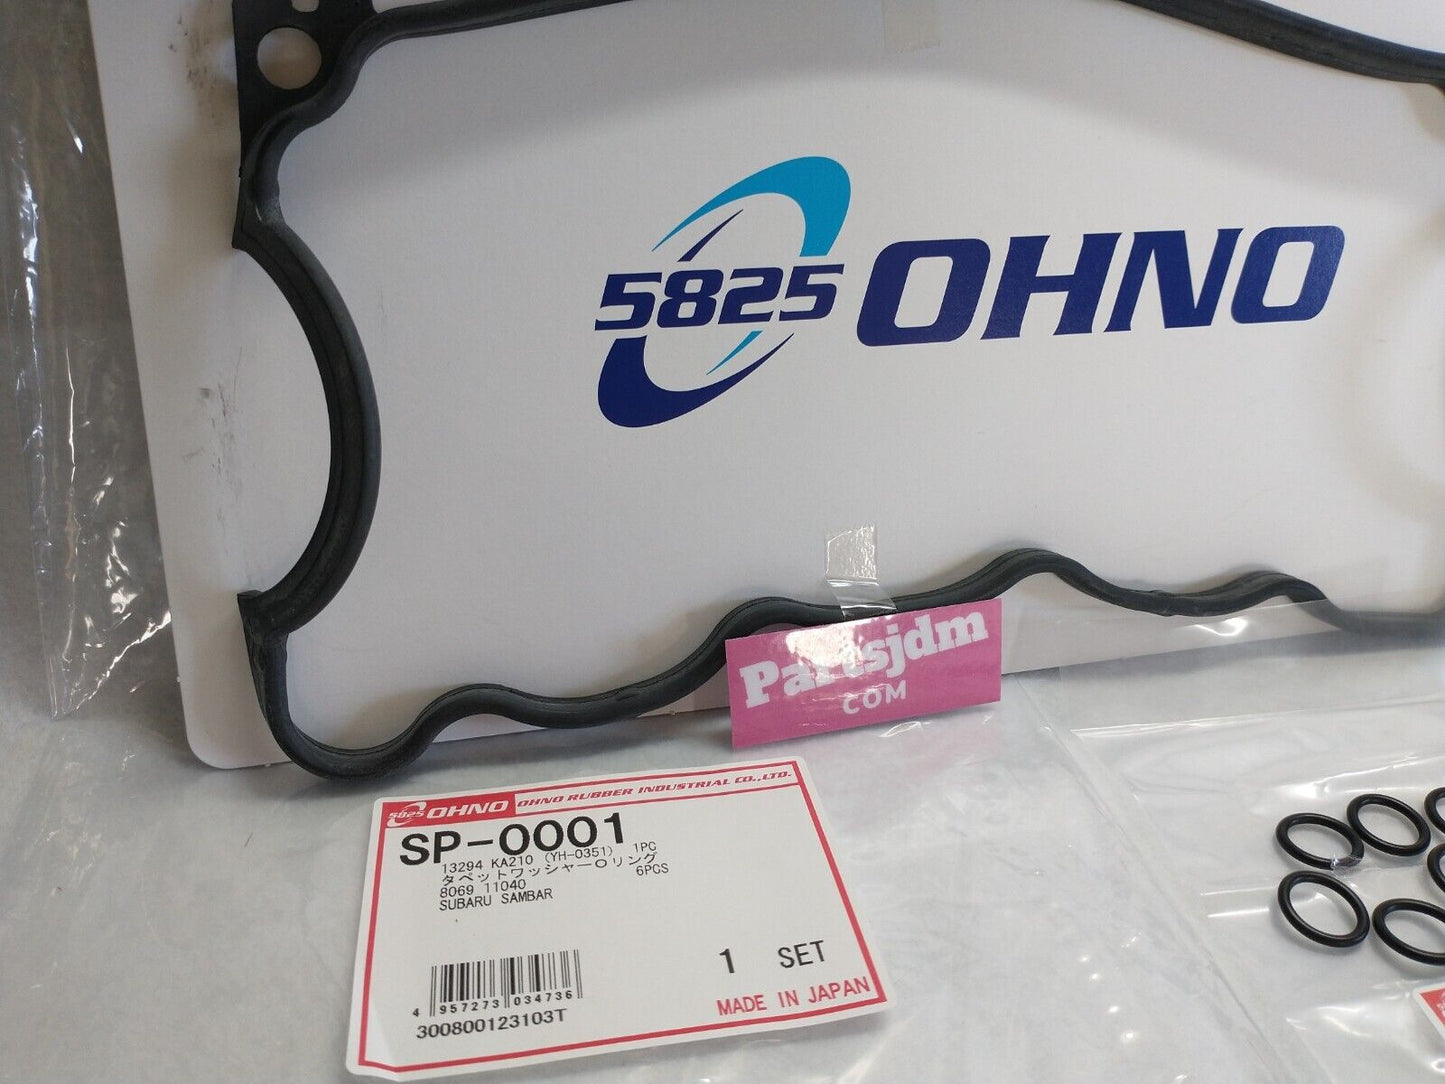 5825 OHNO
Partsjdm
COM
5825 OHNO OHNO RUBBER INDUSTRIAL CO.,LTD.
SP-0001
13294 KA210 (YH-0351) 1PC
タペットワッシャーOリング
8069 11040 6PCS
SUBARU SAMBAR
1 SET
4 957273 034736
MADE IN JAPAN
300800123103T